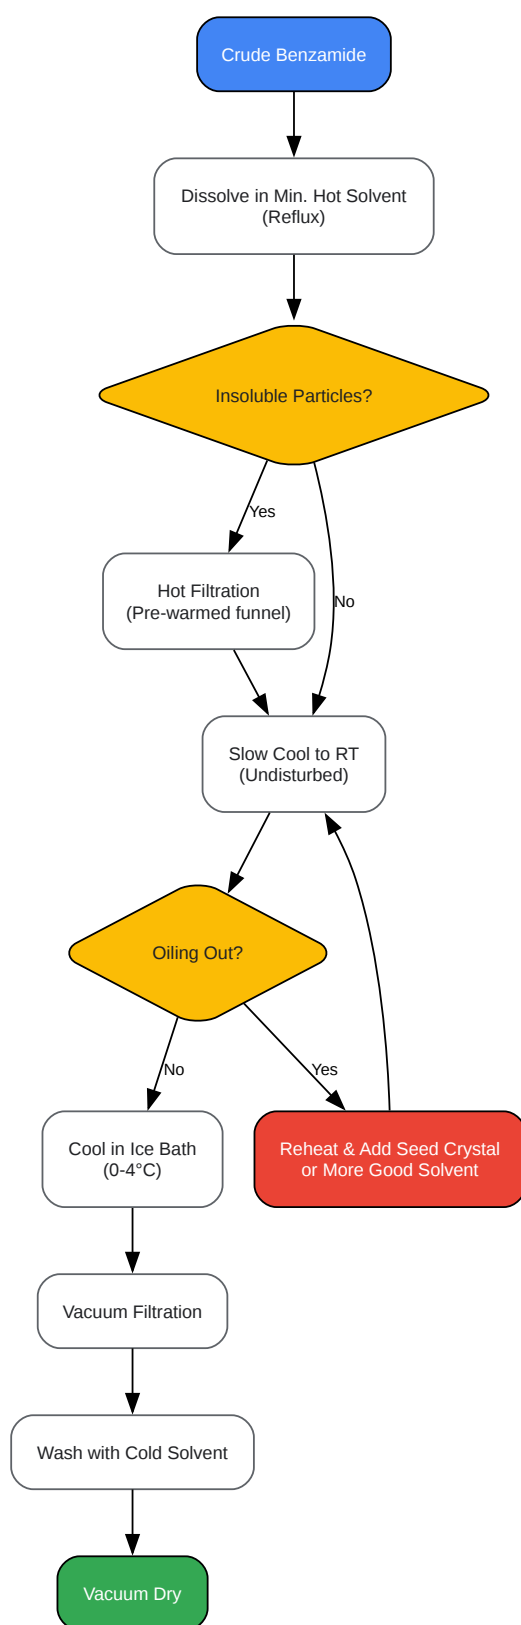 Crude Benzamide
Dissolve in Min. Hot Solvent
(Reflux)
Insoluble Particles?
Yes
Hot Filtration
(Pre-warmed funnel)
No
Slow Cool to RT
(Undisturbed)
Oiling Out?
No
Yes
Cool in Ice Bath
(0-4°C)
Reheat & Add Seed Crystal
or More Good Solvent
Vacuum Filtration
Wash with Cold Solvent
Vacuum Dry